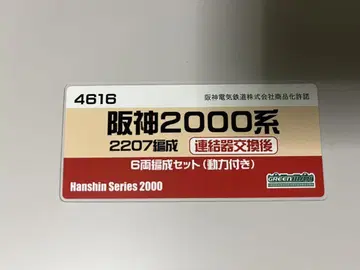 4616
阪神電気鉄道株式会社商品化許諾
阪神2000系
2207編成 連結器交換後
6両編成セット(動力付き)
Hanshin Series 2000
GREENMAX